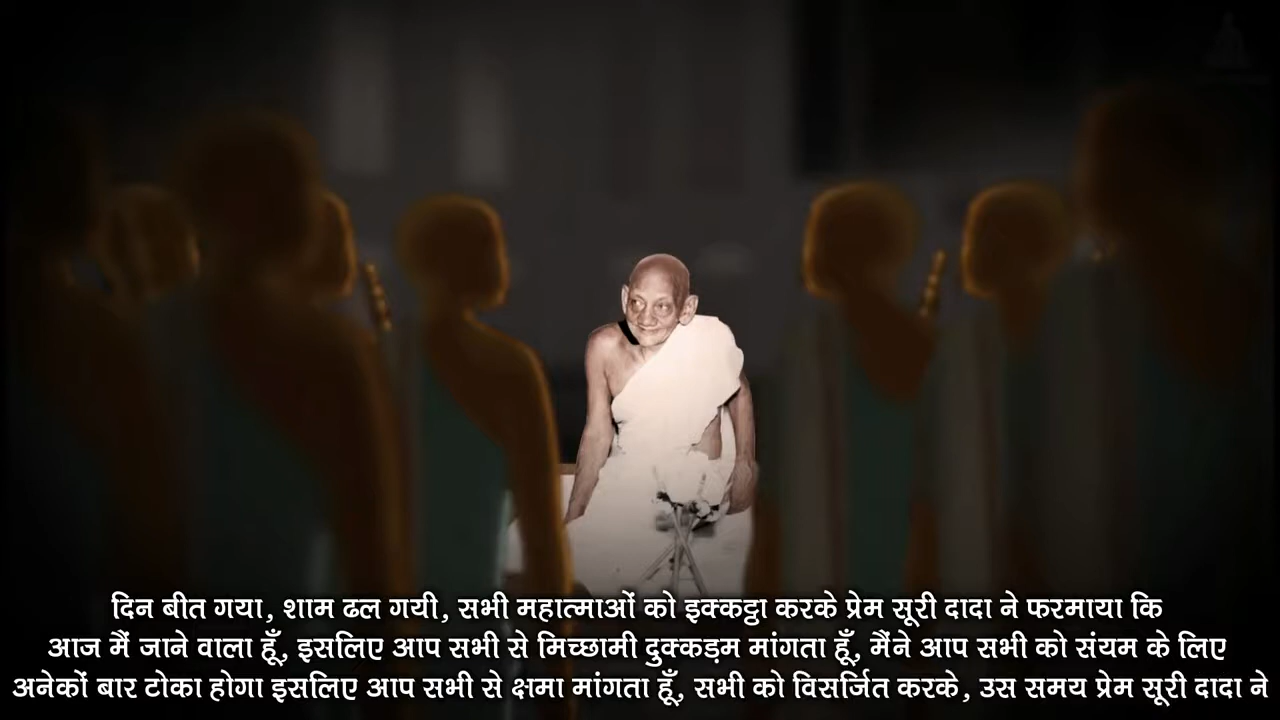 दिन बीत गया, शाम ढल गयी, सभी महात्माओं को इक्कट्ठा करके प्रेम सूरी दादा ने फरमाया कि
आज मैं जाने वाला हूँ, इसलिए आप सभी से मिच्छामी दुक्कड़म मांगता हूँ, मैंने आप सभी को संयम के लिए
अनेकों बार टोका होगा इसलिए आप सभी से क्षमा मांगता हूँ, सभी को विसर्जित करके, उस समय प्रेम सूरी दादा ने